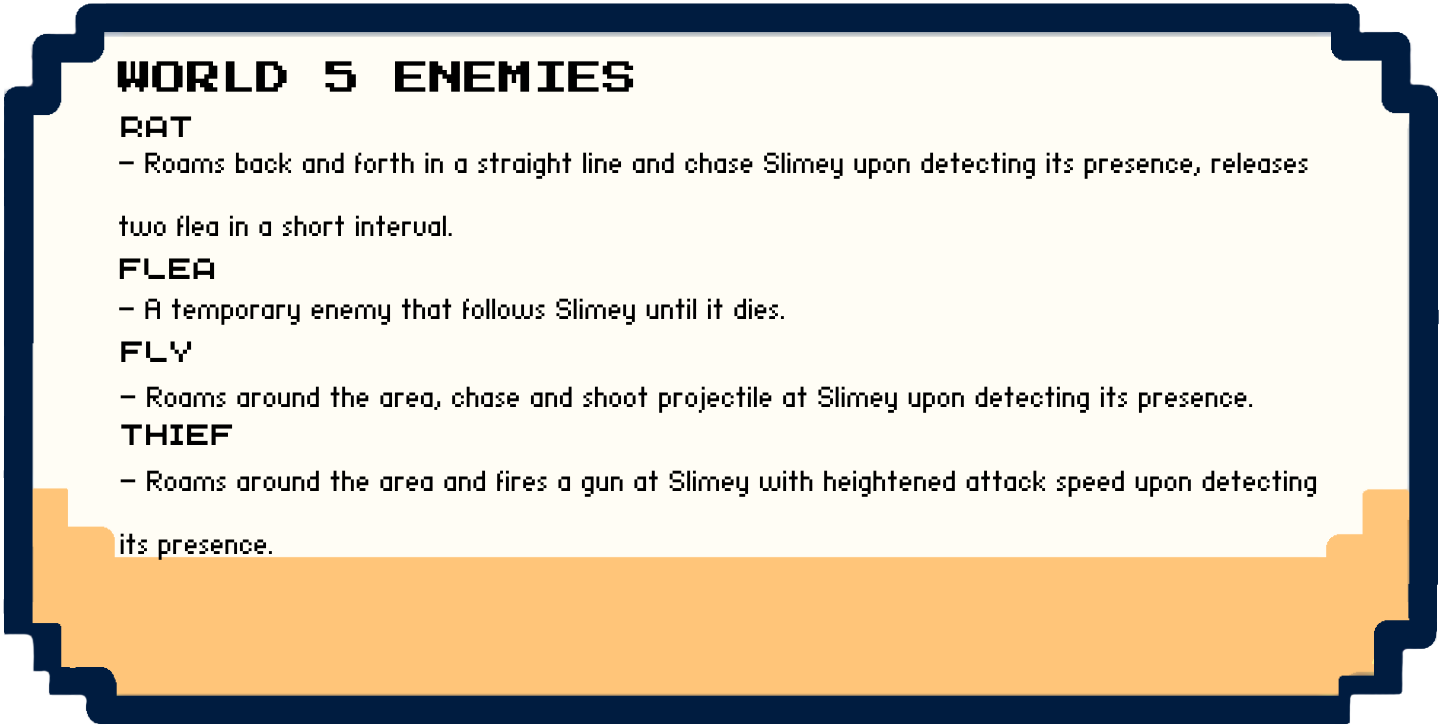 WORLD 5 ENEMIES
RAT
- Roams back and forth in a straight line and chase Slimey upon detecting its presence, releases
two flea in a short interval.
FLEA
- A temporary enemy that follows Slimey until it dies.
FLY
- Roams around the area, chase and shoot projectile at Slimey upon detecting its presence.
THIEF
- Roams around the area and fires a gun at Slimey with heightened attack speed upon detecting
its presence.